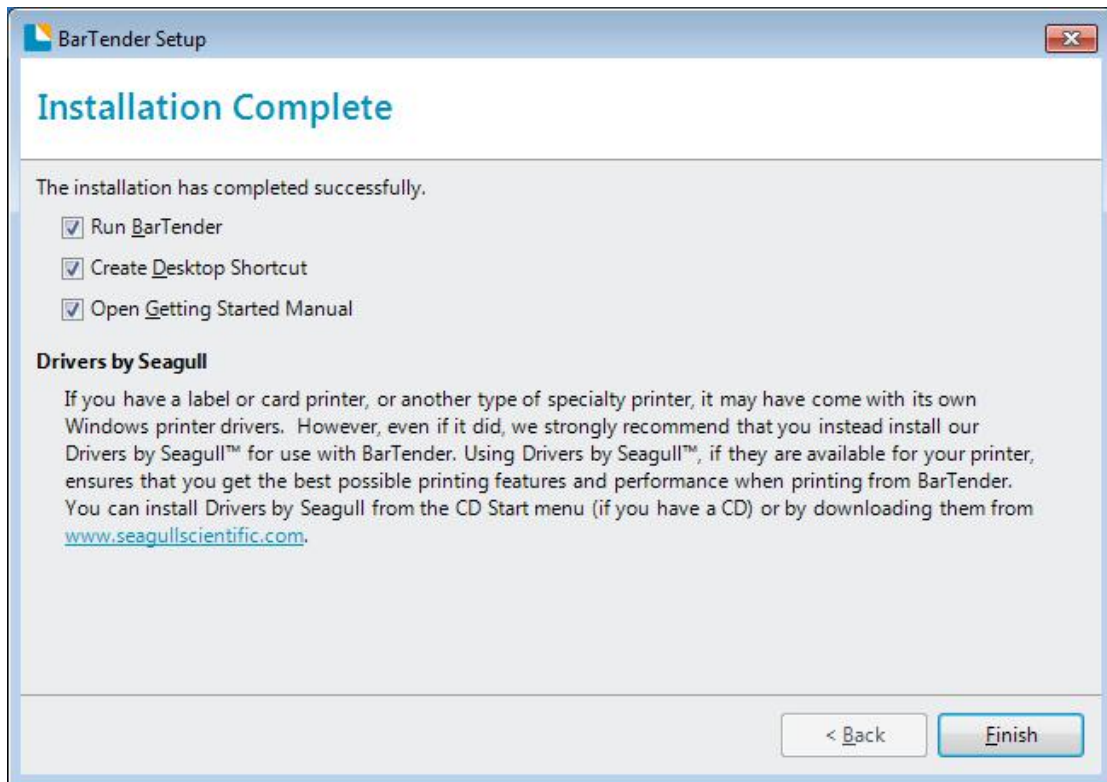 BarTender Setup
Installation Complete
The installation has completed successfully.
Run BarTender
Create Desktop Shortcut
Open Getting Started Manual
Drivers by Seagull
If you have a label or card printer, or another type of specialty printer, it may have come with its own
Windows printer drivers.  However, even if it did, we strongly recommend that you instead install our
Drivers by Seagull™ for use with BarTender. Using Drivers by Seagull™, if they are available for your printer,
ensures that you get the best possible printing features and performance when printing from BarTender.
You can install Drivers by Seagull from the CD Start menu (if you have a CD) or by downloading them from
www.seagullscientific.com.
< Back
Finish